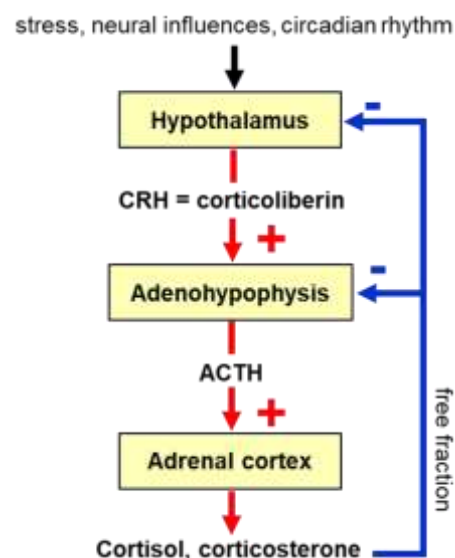 stress, neural influences, circadian rhythm
-
Hypothalamus
CRH = corticoliberin
+
-
Adenohypophysis
ACTH
+
free fraction
Adrenal cortex
Cortisol, corticosterone